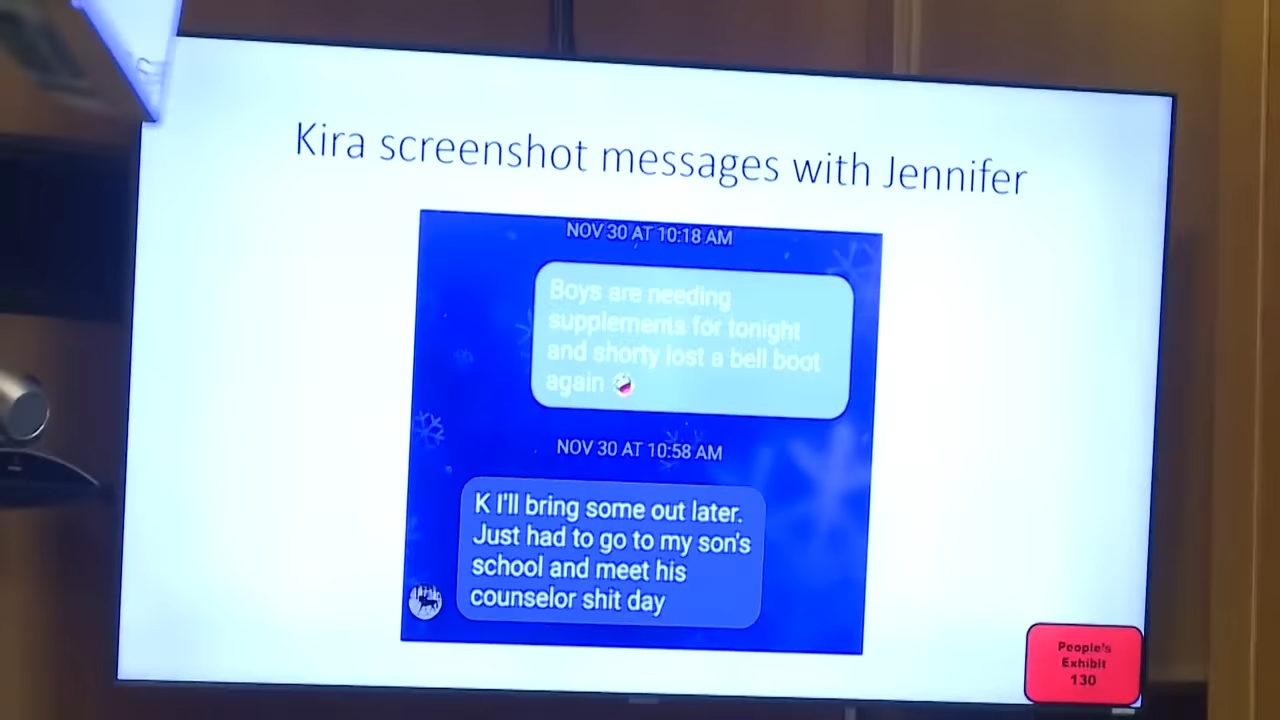 Kira screenshot messages with Jennifer
NOV 30 AT 10:18 AM
Boys are needing
supplements for tonight
and shorty lost a bell boot
again
NOV 30 AT 10:58 AM
K I'll bring some out later.
Just had to go to my son's
school and meet his
counselor shit day
People's
Exhibit
130